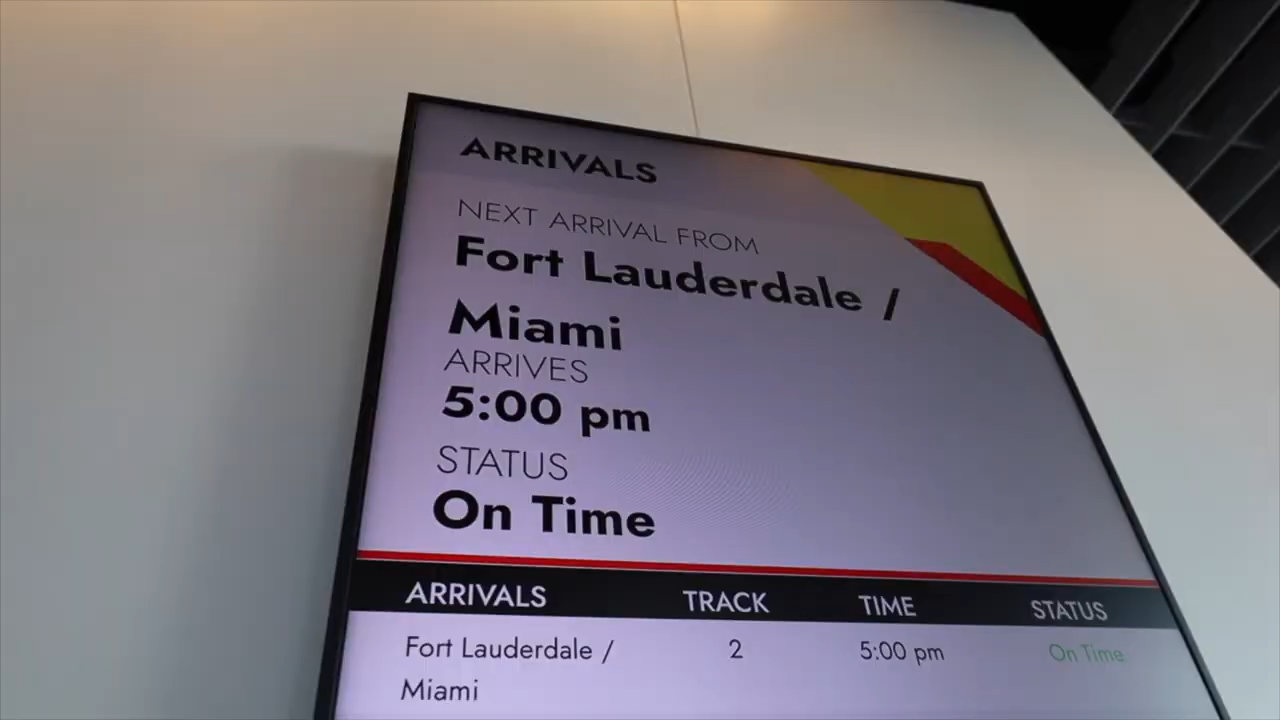 ARRIVALS
NEXT ARRIVAL FROM
Fort Lauderdale /
Miami
ARRIVES
5:00 pm
STATUS
On Time
ARRIVALS TRACK TIME STATUS
Fort Lauderdale / 2 5:00 pm On Time
Miami